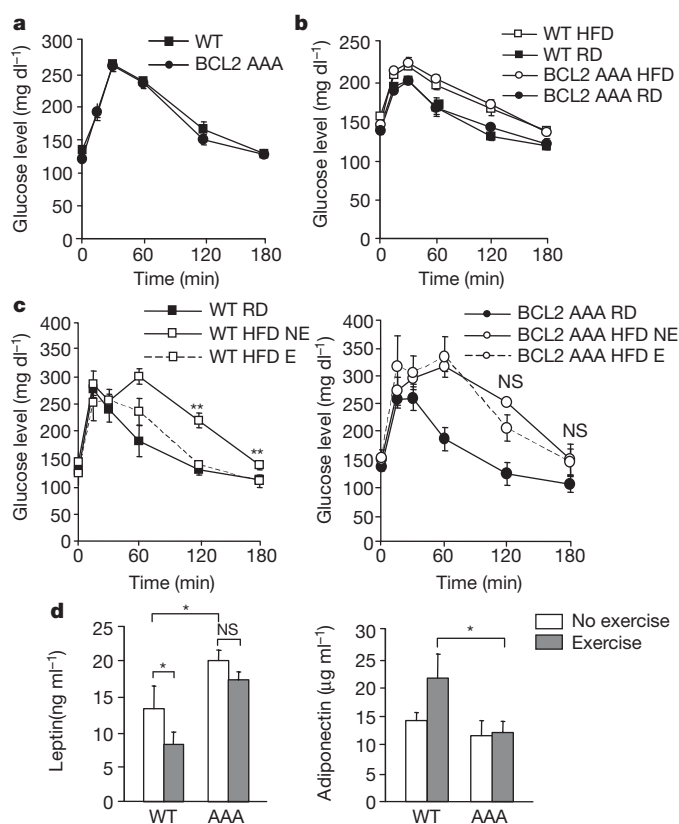 a
WT
BCL2 AAA
Glucose level (mg dl⁻¹)
300
250
200
150
100
50
0
0 60 120 180
Time (min)
b
WT HFD
WT RD
BCL2 AAA HFD
BCL2 AAA RD
Glucose level (mg dl⁻¹)
250
200
150
100
50
0
0 60 120 180
Time (min)
c
WT RD
WT HFD NE
WT HFD E
Glucose level (mg dl⁻¹)
400
350
300
250
200
150
100
50
0
**
**
0 60 120 180
Time (min)
BCL2 AAA RD
BCL2 AAA HFD NE
BCL2 AAA HFD E
Glucose level (mg dl⁻¹)
400
350
300
250
200
150
100
50
0
NS
NS
0 60 120 180
Time (min)
d
Leptin(ng ml⁻¹)
25
20
15
10
5
0
*
*
NS
WT AAA
Adiponectin (μg ml⁻¹)
30
25
20
15
10
5
0
*
WT AAA
No exercise
Exercise